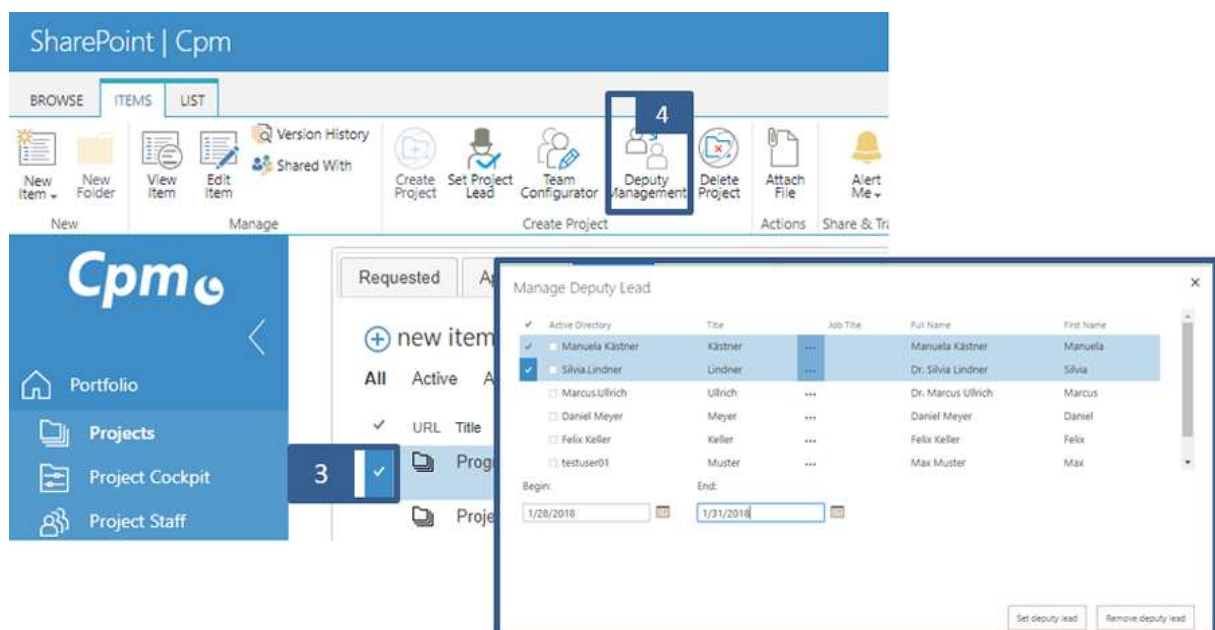 SharePoint | Cpm
BROWSE ITEMS LIST
4
Version History
Shared With
New Item
New Folder
View Item
Edit Item
Create Project
Set Project Lead
Team Configurator
Deputy Management
Delete Project
Attach File
Alert Me
New Manage Create Project Actions Share &
Cpm
Portfolio
Projects
Project Cockpit
Project Staff
3
Requested
new item
All Active A
URL Title
Manage Deputy Lead
Active Directory Title Job Title Full Name First Name
Manuela Kästner Kästner ... Manuela Kästner Manuela
Silvia.Lindner Lindner ... Dr. Silvia Lindner Silvia
Marcus.Ullrich Ullrich ... Dr. Marcus Ullrich Marcus
Daniel Meyer Meyer ... Daniel Meyer Daniel
Felix Keller Keller ... Felix Keller Felix
testuser01 Muster ... Max Muster Max
Begin: End:
1/28/2018 1/31/2018
Set deputy lead Remove deputy lead